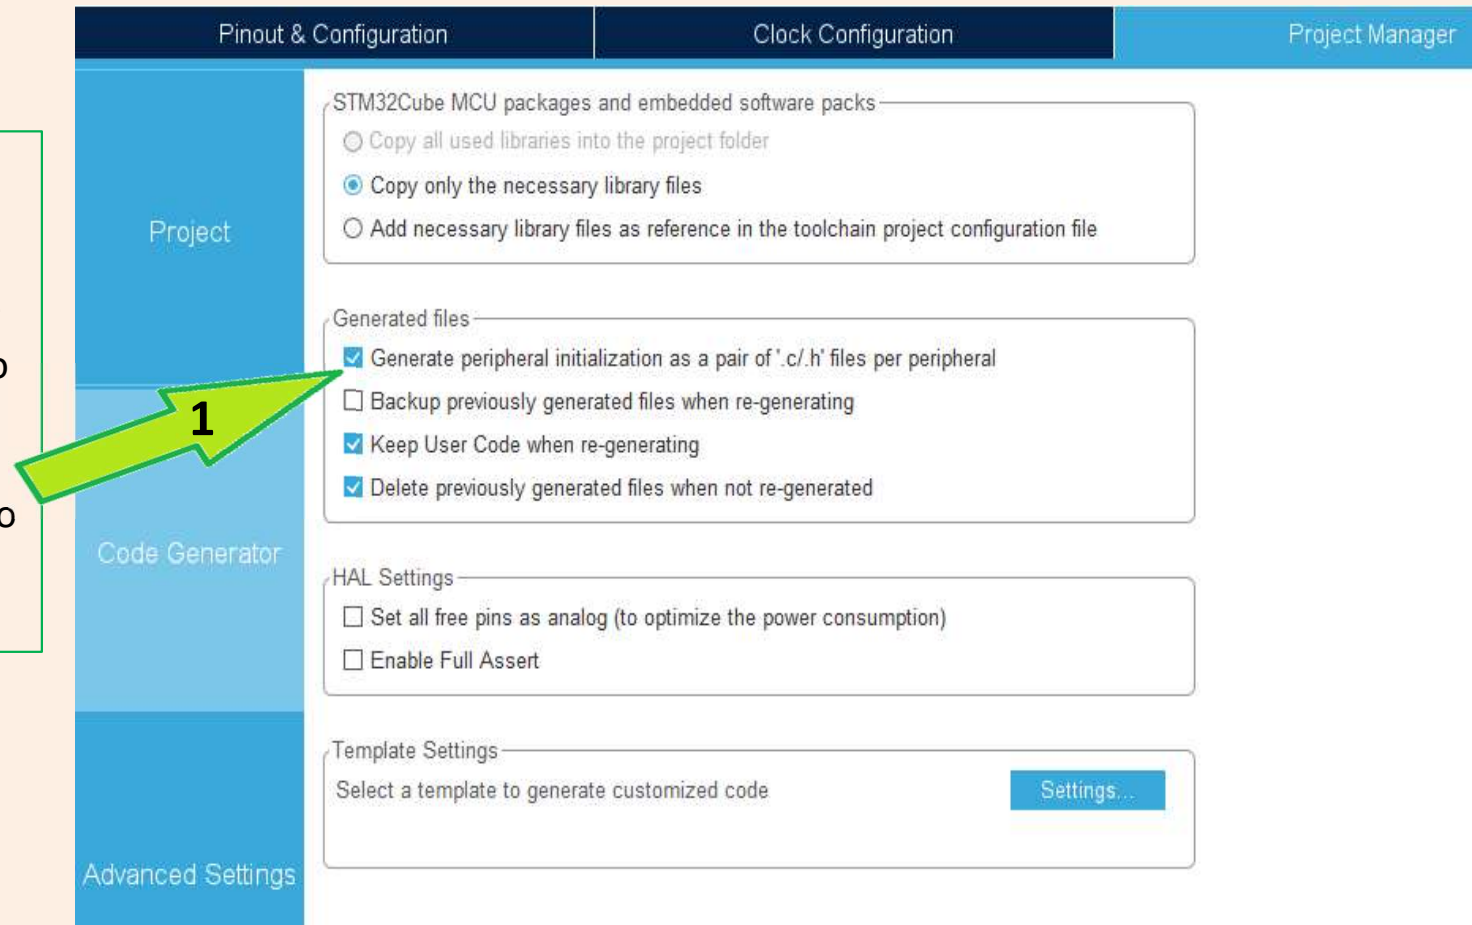 Pinout & Configuration
Clock Configuration
Project Manager
STM32Cube MCU packages and embedded software packs
Copy all used libraries into the project folder
Copy only the necessary library files
Project
Add necessary library files as reference in the toolchain project configuration file
Generated files
Generate peripheral initialization as a pair of '.c/.h' files per peripheral
o
1
Backup previously generated files when re-generating
Keep User Code when re-generating
Delete previously generated files when not re-generated
o
Code Generator
HAL Settings
Set all free pins as analog (to optimize the power consumption)
Enable Full Assert
Template Settings
Select a template to generate customized code
Settings...
Advanced Settings